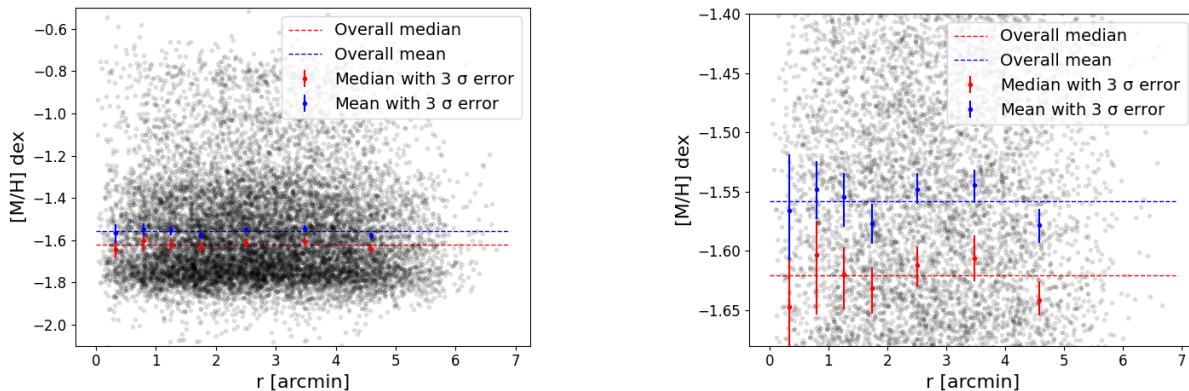 Overall median
Overall mean
Median with 3 σ error
Mean with 3 σ error
−0.6
−0.8
−1.0
−1.2
−1.4
−1.6
−1.8
−2.0
[M/H] dex
0 1 2 3 4 5 6 7
r [arcmin]
Overall median
Overall mean
Median with 3 σ error
Mean with 3 σ error
−1.40
−1.45
−1.50
−1.55
−1.60
−1.65
[M/H] dex
0 1 2 3 4 5 6 7
r [arcmin]